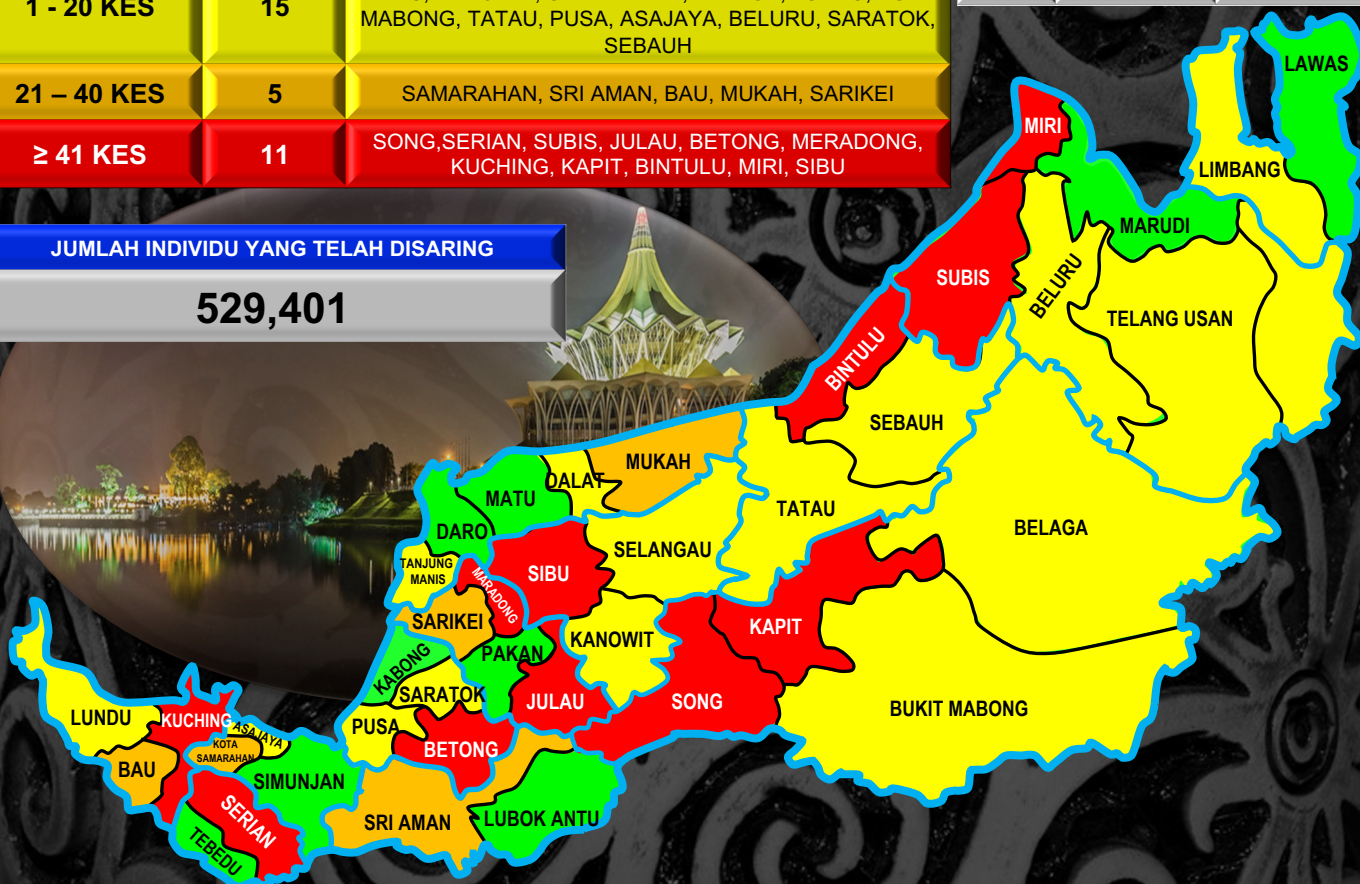 1 - 20 KES
15
MABONG, TATAU, PUSA, ASAJAYA, BELURU, SARATOK,
SEBAUH
21 – 40 KES
5
SAMARAHAN, SRI AMAN, BAU, MUKAH, SARIKEI
≥ 41 KES
11
SONG,SERIAN, SUBIS, JULAU, BETONG, MERADONG,
KUCHING, KAPIT, BINTULU, MIRI, SIBU
JUMLAH INDIVIDU YANG TELAH DISARING
529,401
LAWAS
MIRI
LIMBANG
MARUDI
SUBIS
BELURU
TELANG USAN
BINTULU
SEBAUH
MUKAH
DALAT
MATU
TATAU
BELAGA
DARO
SELANGAU
TANJUNG
MANIS
SIBU
MARADONG
SARIKEI
KAPIT
KANOWIT
PAKAN
KABONG
SARATOK
JULAU
SONG
BUKIT MABONG
LUNDU
KUCHING
ASAJAYA
PUSA
BETONG
KOTA
SAMARAHAN
BAU
SIMUNJAN
SERIAN
SRI AMAN
LUBOK ANTU
TEBEDU